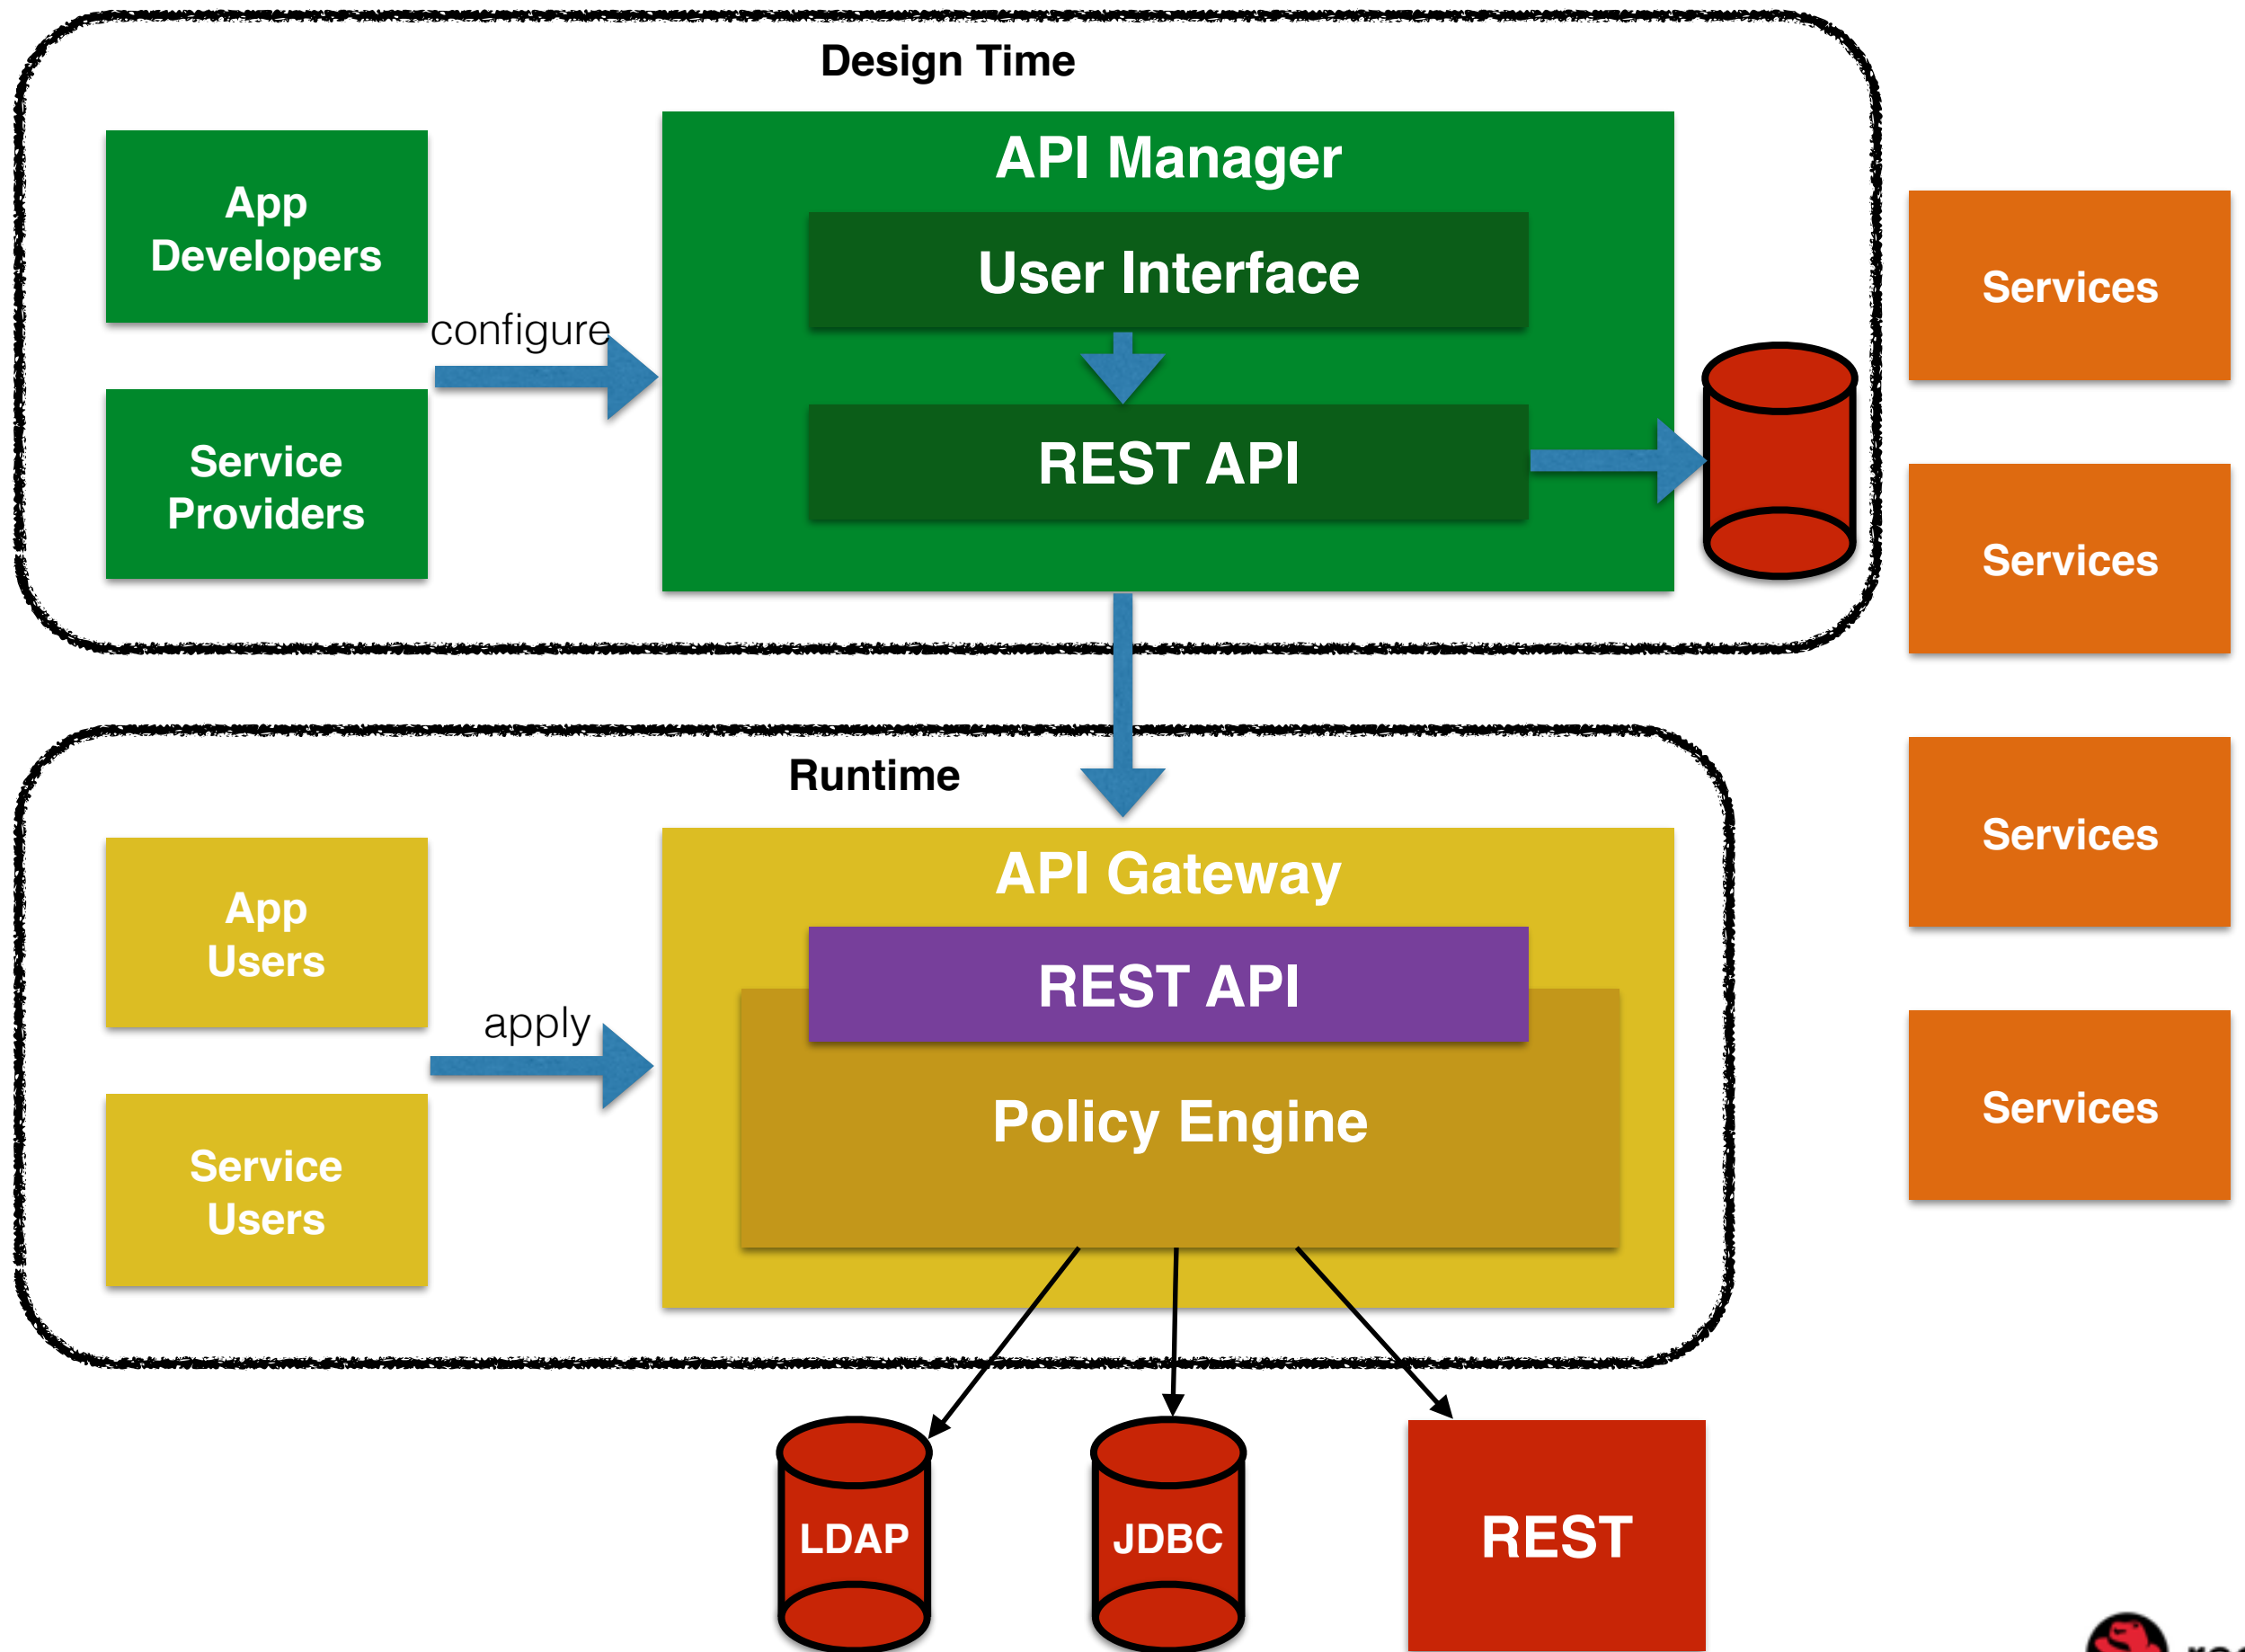 Design Time
API Manager
App
Developers
User Interface
configure
REST API
Service
Providers
Services
Services
Services
Services
Runtime
API Gateway
App
Users
REST API
apply
Policy Engine
Service
Users
LDAP
JDBC
REST